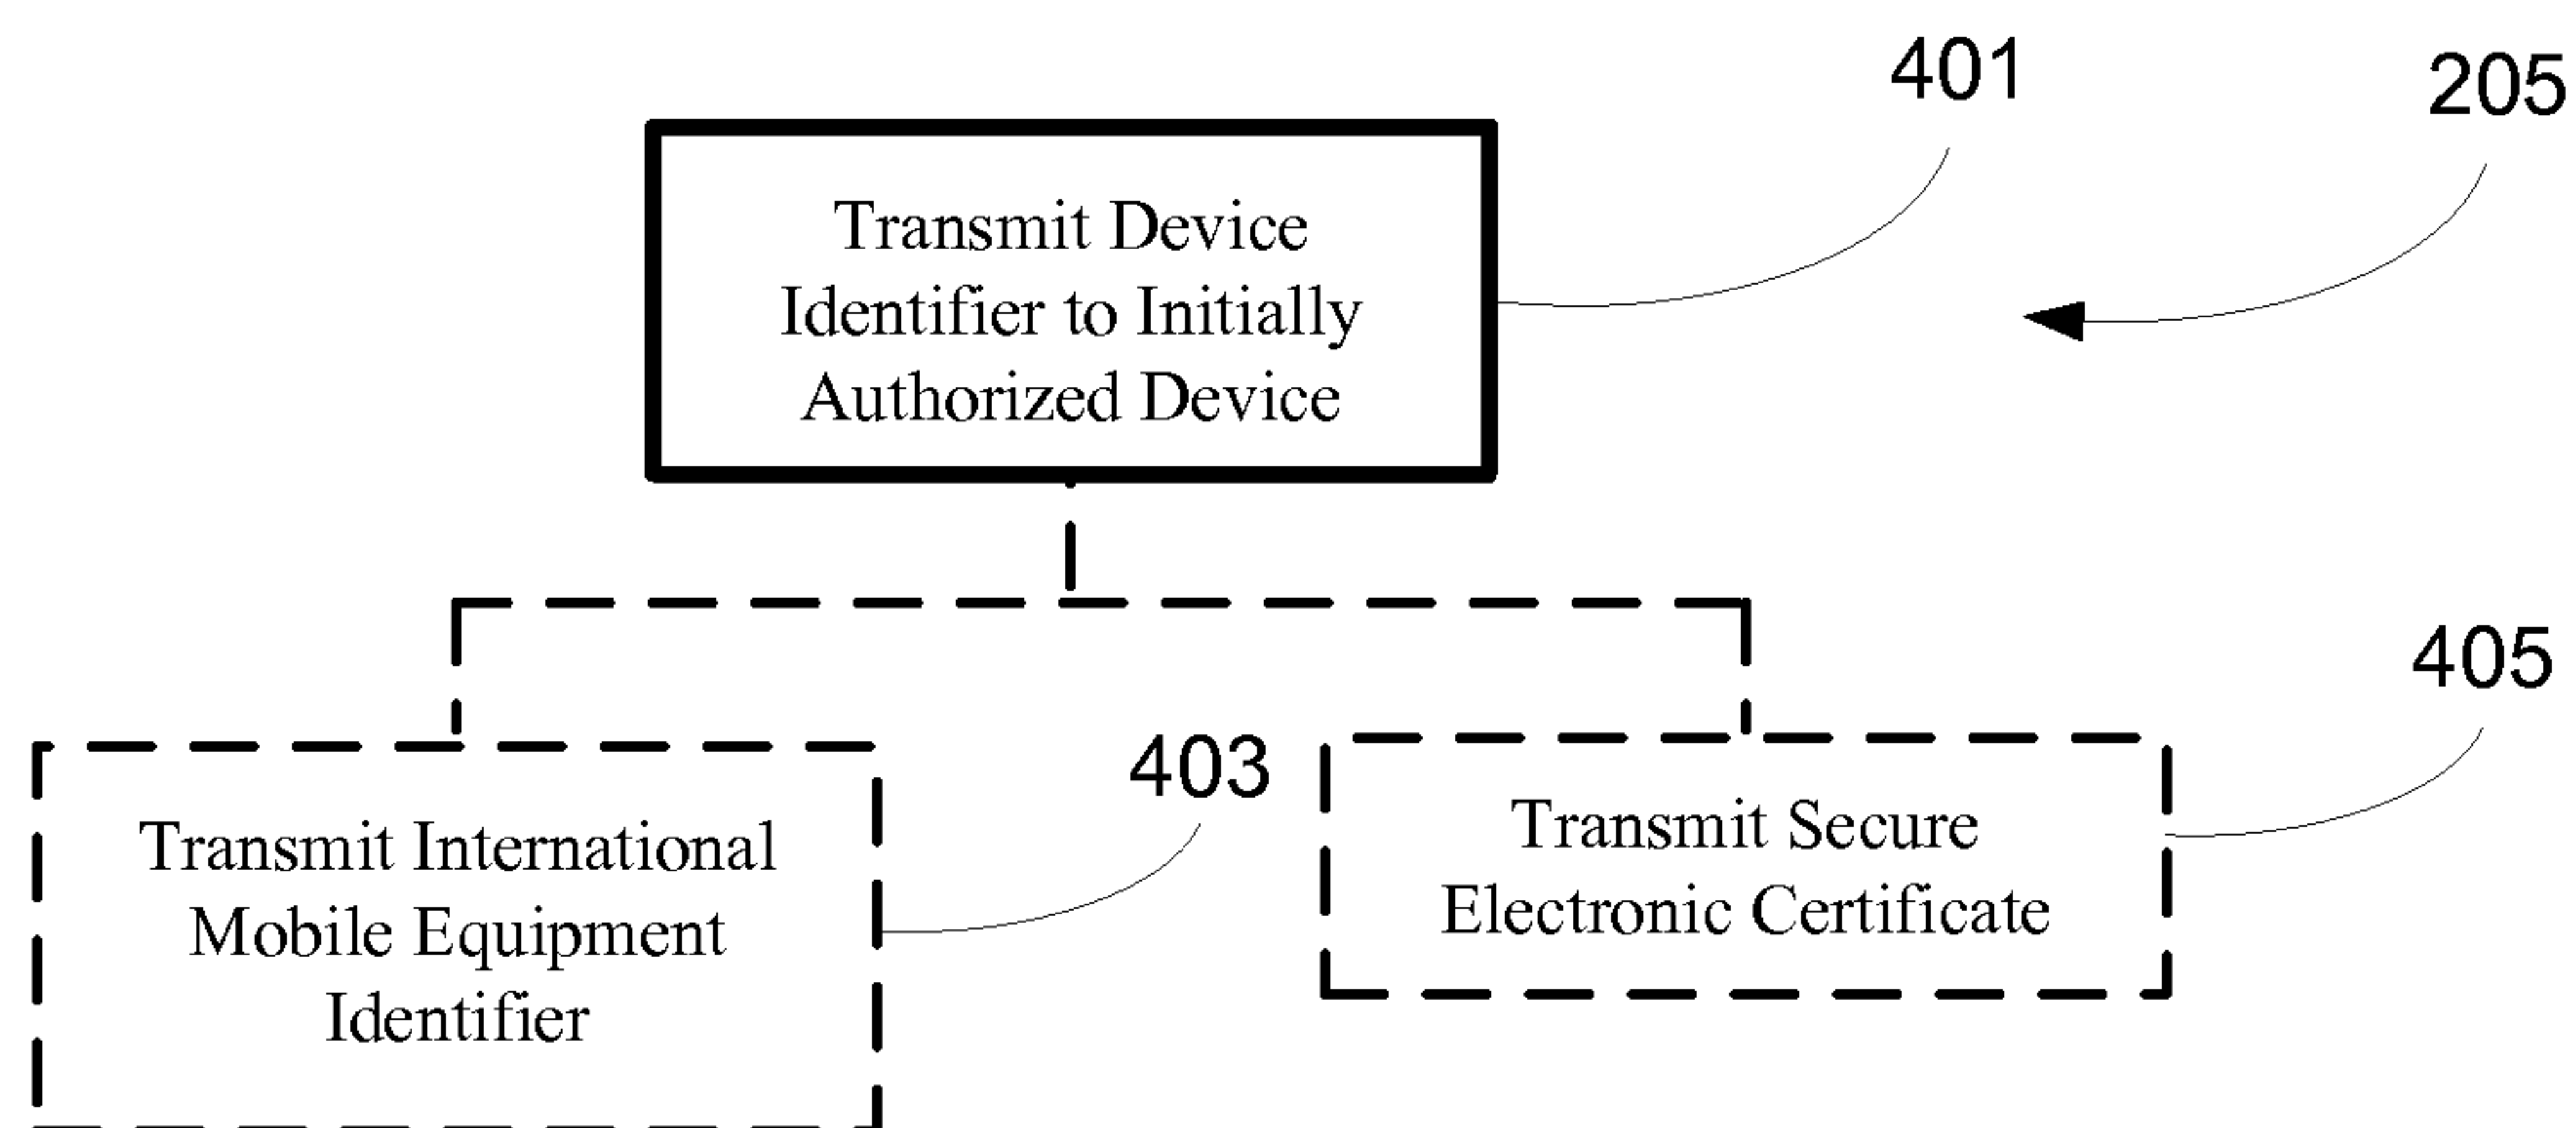 401
205
Transmit Device
Identifier to Initially
Authorized Device
405
403
Transmit International
Mobile Equipment
Identifier
Transmit Secure
Electronic Certificate